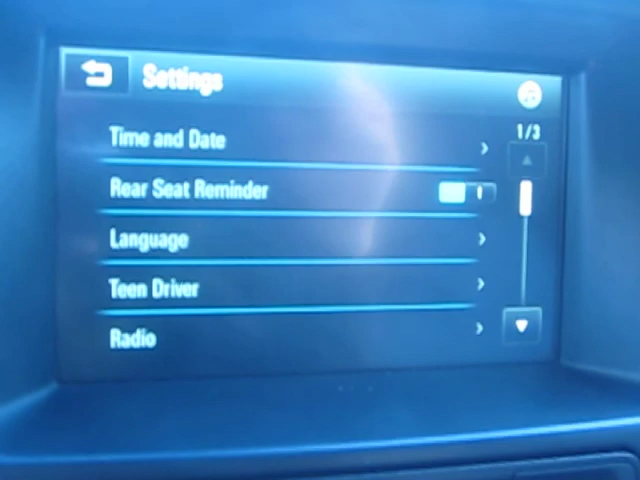 Settings
1/3
Time and Date
Rear Seat Reminder
Language
Teen Driver
Radio